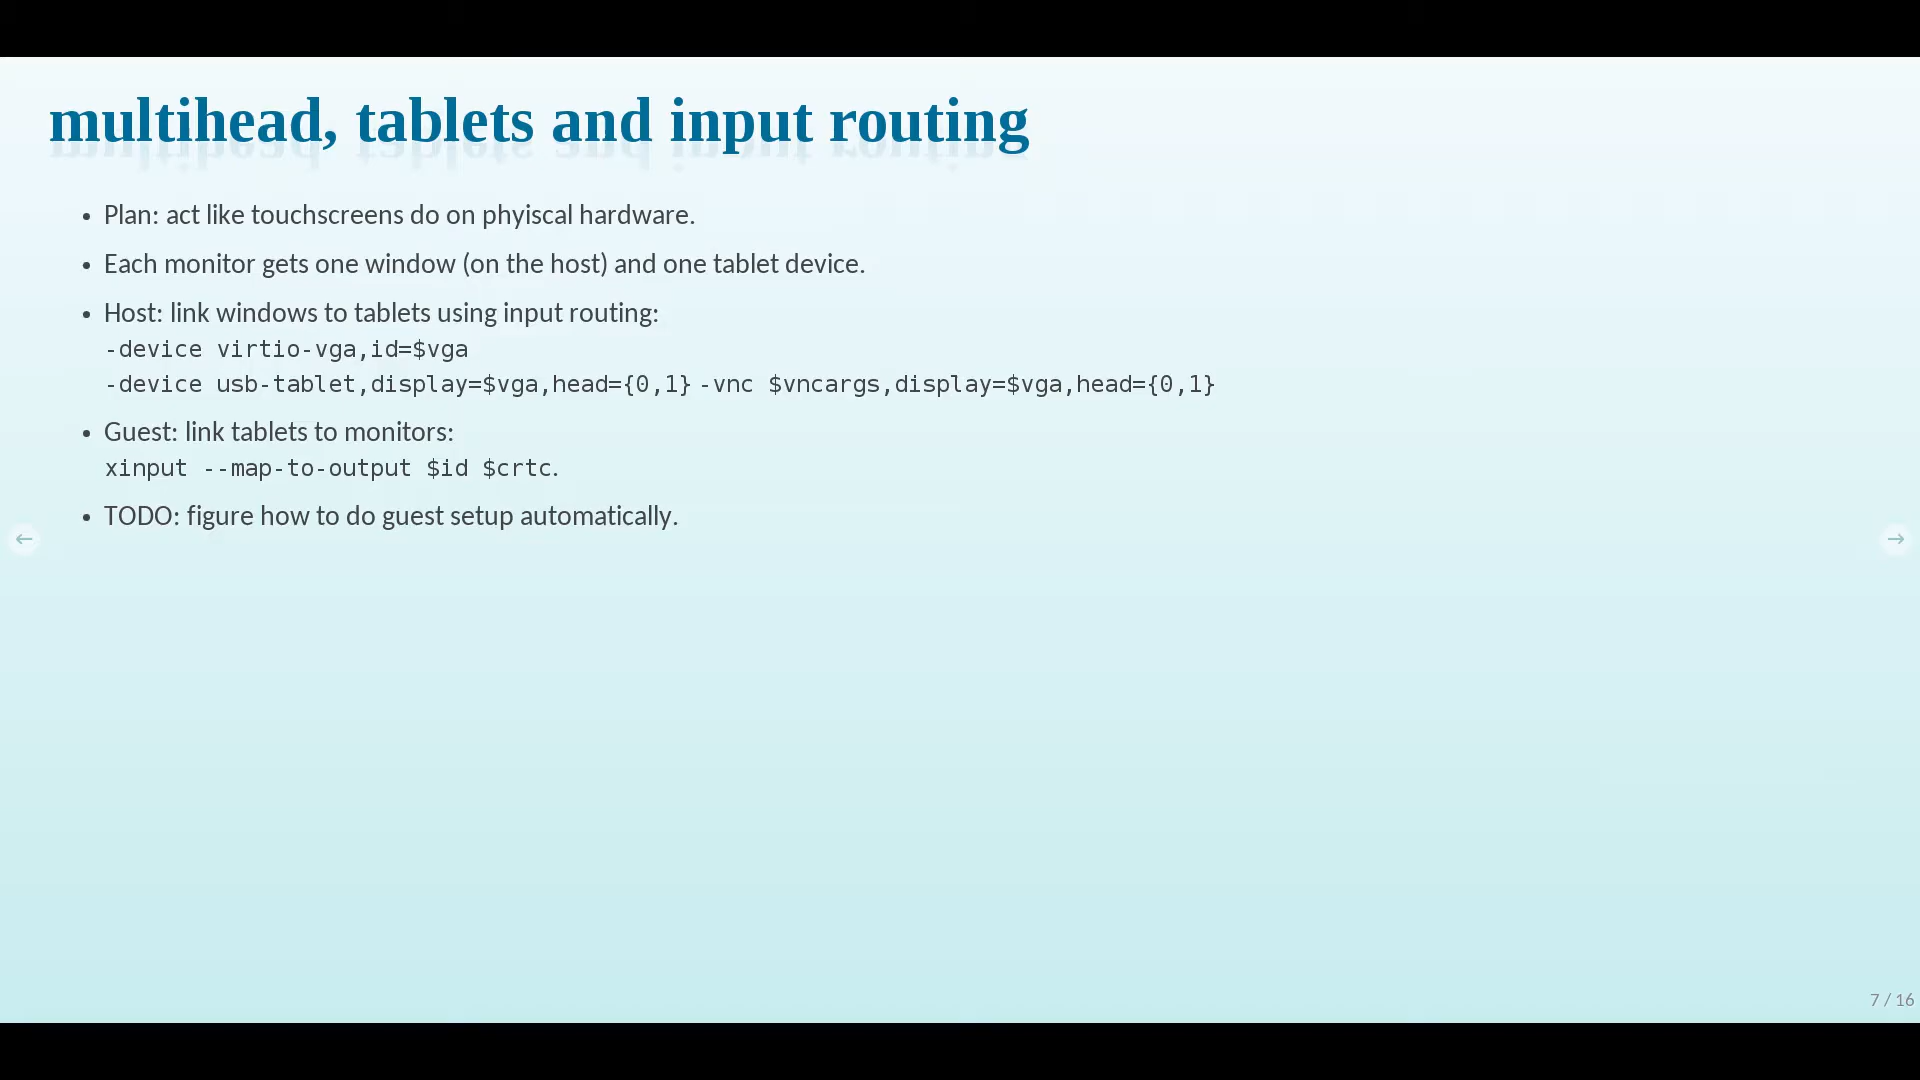 multihead, tablets and input routing
• Plan: act like touchscreens do on phyiscal hardware.
• Each monitor gets one window (on the host) and one tablet device.
• Host: link windows to tablets using input routing:
-device virtio-vga,id=$vga
-device usb-tablet,display=$vga,head={0,1} -vnc $vncargs,display=$vga,head={0,1}
• Guest: link tablets to monitors:
xinput --map-to-output $id $crtc.
• TODO: figure how to do guest setup automatically.
← →
7 / 16